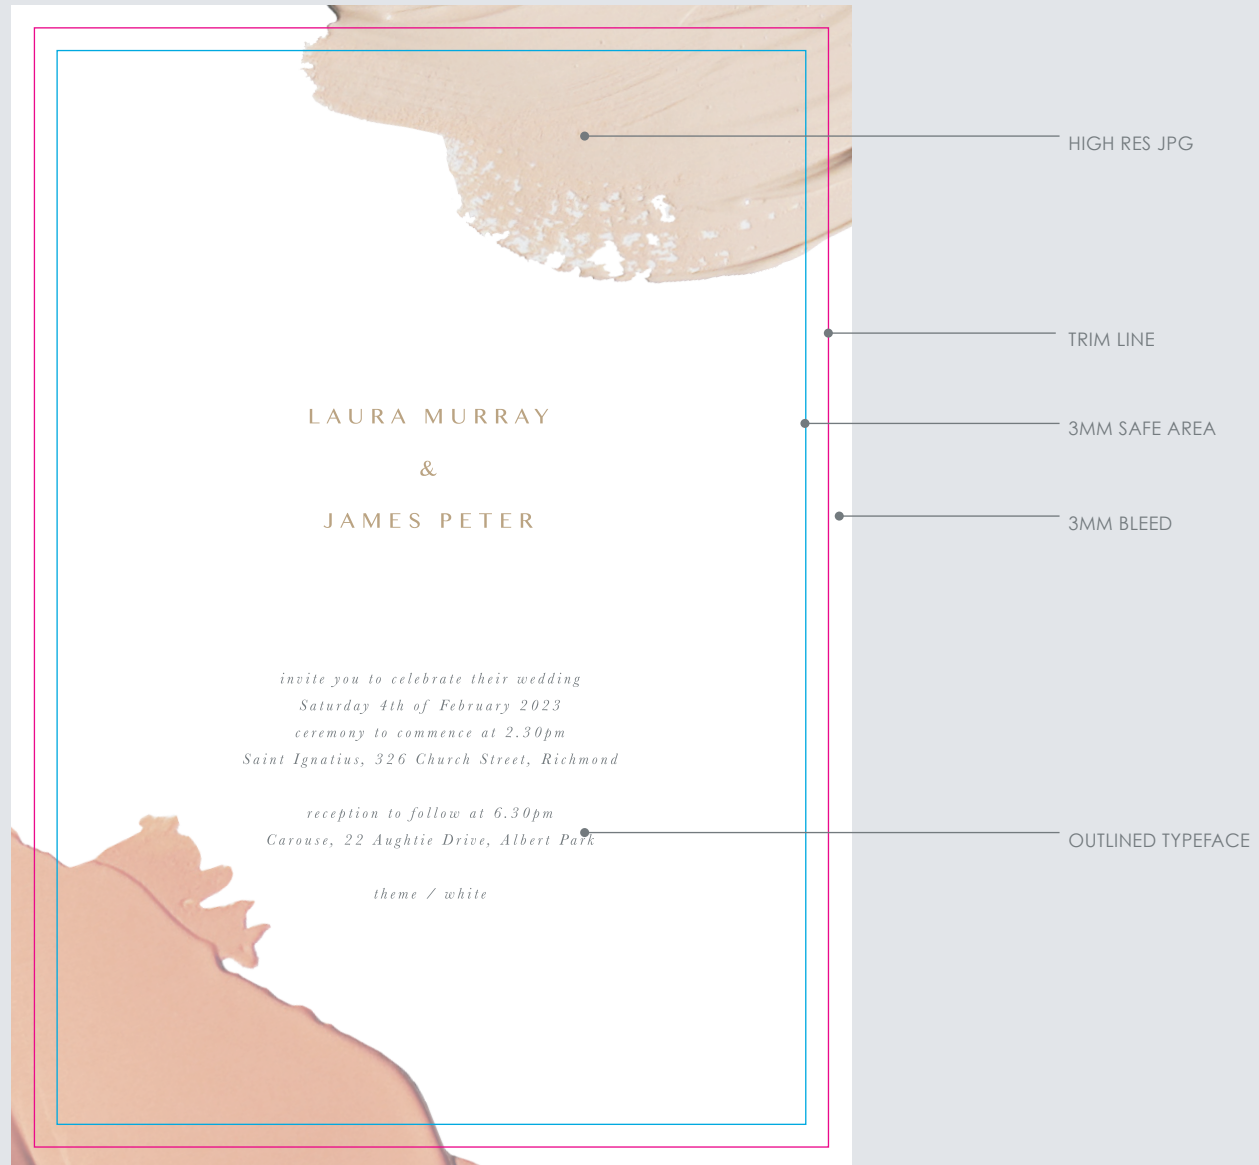 HIGH RES JPG
TRIM LINE
LAURA MURRAY
&
JAMES PETER
3MM SAFE AREA
3MM BLEED
invite you to celebrate their wedding
Saturday 4th of February 2023
ceremony to commence at 2.30pm
Saint Ignatius, 326 Church Street, Richmond
reception to follow at 6.30pm
Carouse, 22 Aughtie Drive, Albert Park
OUTLINED TYPEFACE
theme / white